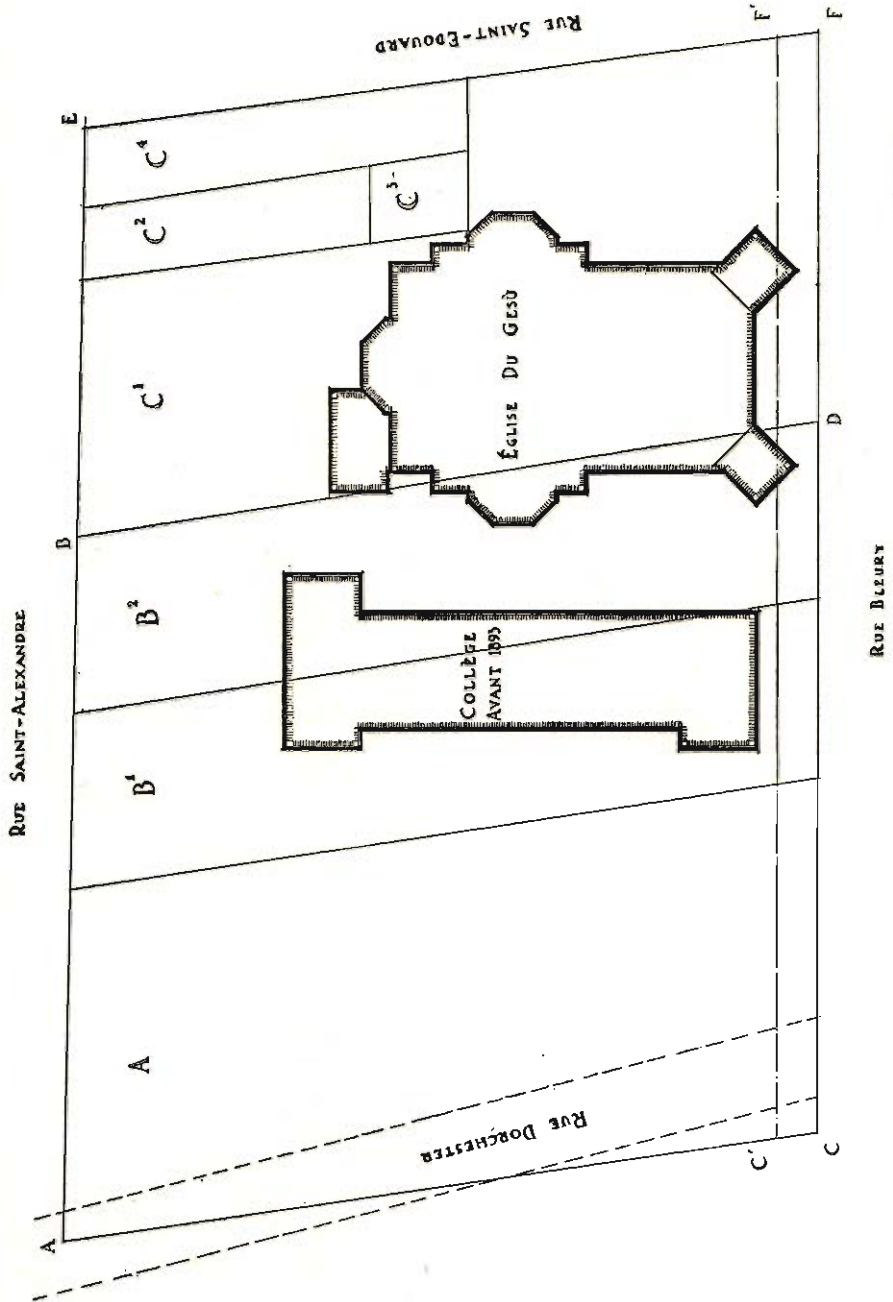 RUE SAINT-ALEXANDRE
RUE SAINT-EDOUARD
A
B
E
A
B¹
B²
C¹
C²
C³-
C⁴
COLLÈGE
AVANT 1893
ÉGLISE DU GESÙ
RUE DORCHESTER
C'
C
D
F'
F
RUE BLEURY